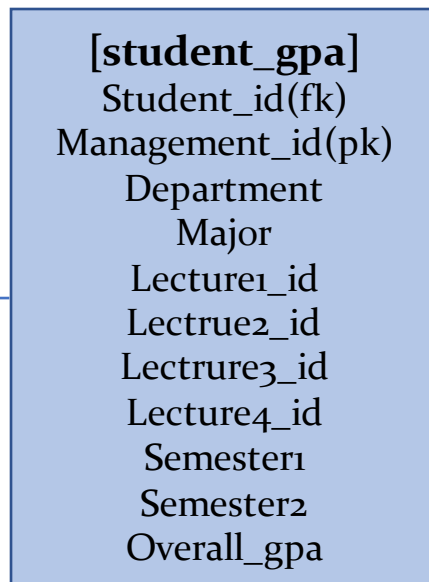 [student_gpa]
Student_id(fk)
Management_id(pk)
Department
Major
Lecture1_id
Lectrue2_id
Lectrure3_id
Lecture4_id
Semester1
Semester2
Overall_gpa